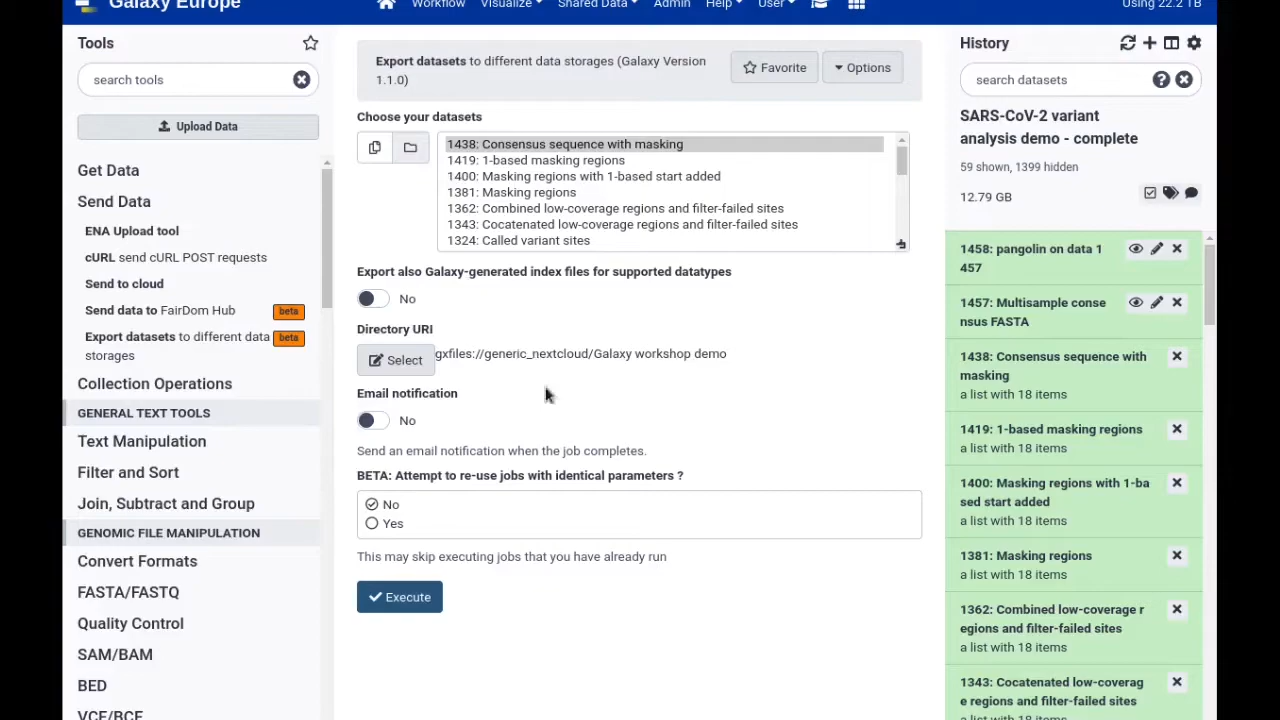 Galaxy Europe
Workflow
Visualize
Shared Data
Admin
Help
User
Using 22.2 TB
Tools
search tools
Upload Data
Get Data
Send Data
ENA Upload tool
cURL send cURL POST requests
Send to cloud
Send data to FairDom Hub beta
Export datasets to different data beta
storages
Collection Operations
GENERAL TEXT TOOLS
Text Manipulation
Filter and Sort
Join, Subtract and Group
GENOMIC FILE MANIPULATION
Convert Formats
FASTA/FASTQ
Quality Control
SAM/BAM
BED
VCF/BCF
Export datasets to different data storages (Galaxy Version
1.1.0)
Favorite
Options
Choose your datasets
1438: Consensus sequence with masking
1419: 1-based masking regions
1400: Masking regions with 1-based start added
1381: Masking regions
1362: Combined low-coverage regions and filter-failed sites
1343: Cocatenated low-coverage regions and filter-failed sites
1324: Called variant sites
Export also Galaxy-generated index files for supported datatypes
No
Directory URI
Select
gxfiles://generic_nextcloud/Galaxy workshop demo
Email notification
No
Send an email notification when the job completes.
BETA: Attempt to re-use jobs with identical parameters ?
No
Yes
This may skip executing jobs that you have already run
Execute
History
search datasets
SARS-CoV-2 variant
analysis demo - complete
59 shown, 1399 hidden
12.79 GB
1458: pangolin on data 1
457
1457: Multisample conse
nsus FASTA
1438: Consensus sequence with
masking
a list with 18 items
1419: 1-based masking regions
a list with 18 items
1400: Masking regions with 1-ba
sed start added
a list with 18 items
1381: Masking regions
a list with 18 items
1362: Combined low-coverage r
egions and filter-failed sites
a list with 18 items
1343: Cocatenated low-coverag
e regions and filter-failed sites
a list with 18 items